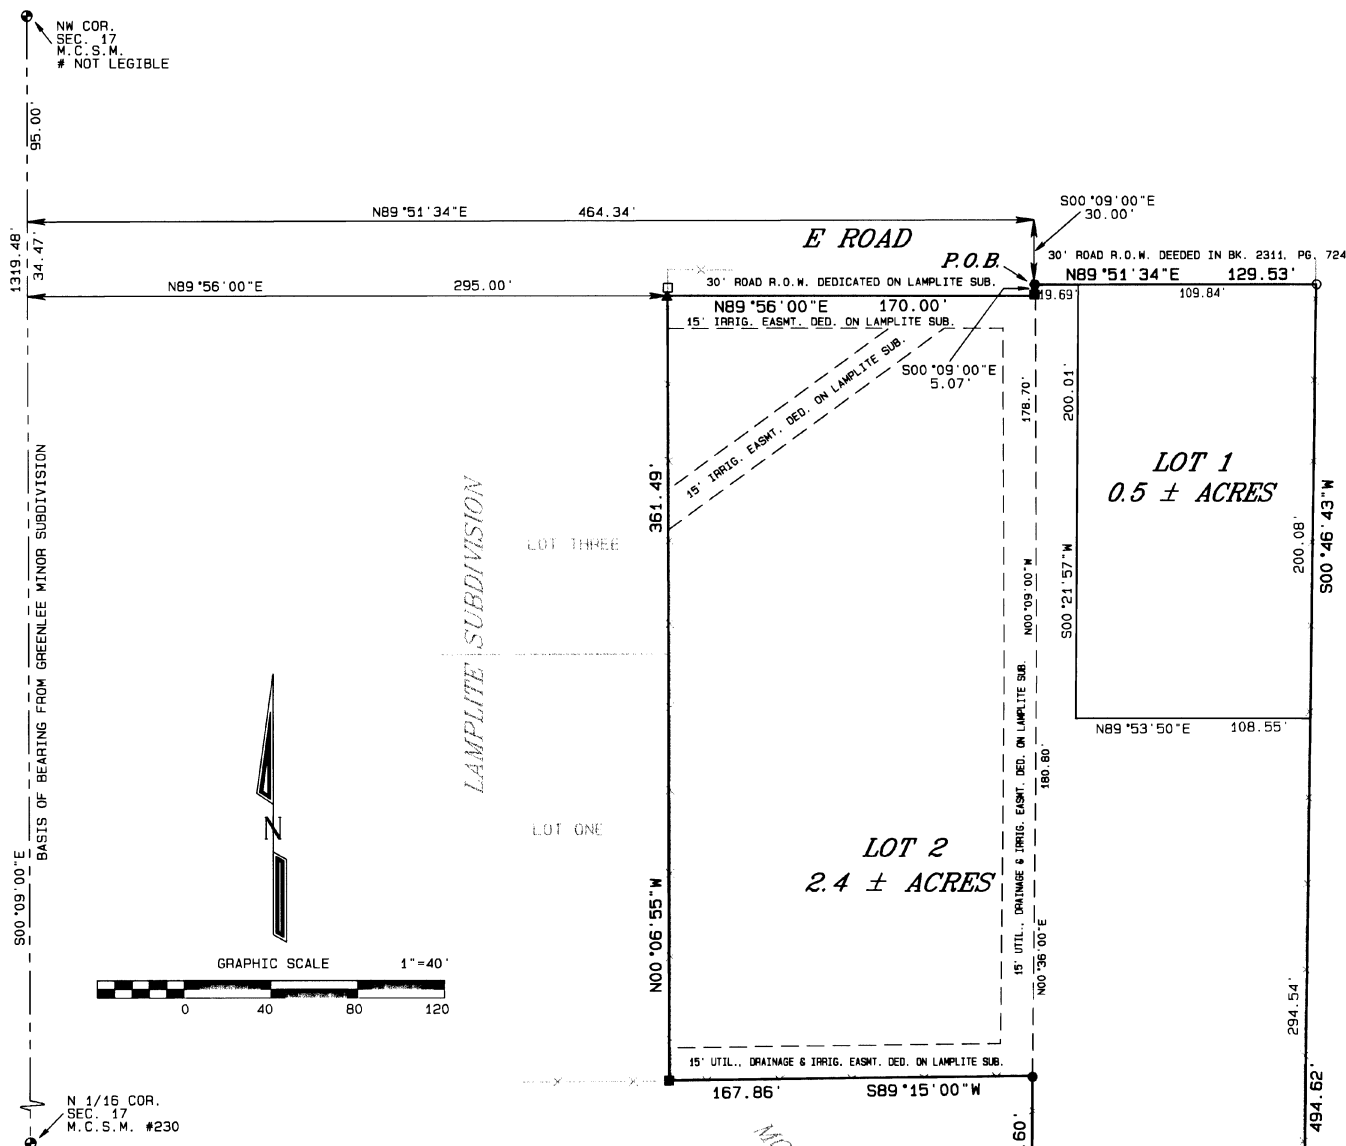 NW COR.
SEC. 17
M.C.S.M.
# NOT LEGIBLE
95.00'
N89°51'34"E 464.34'
S00°09'00"E
30.00'
E ROAD
1319.48'
34.47'
P.O.B.
30' ROAD R.O.W. DEEDED IN BK. 2311, PG. 724
N89°51'34"E 129.53'
N89°56'00"E 295.00'
30' ROAD R.O.W. DEDICATED ON LAMPLITE SUB.
19.69'
109.84'
N89°56'00"E 170.00'
15' IRRIG. EASMT. DED. ON LAMPLITE SUB.
S00°09'00"E
5.07'
15' IRRIG. EASMT. DED. ON LAMPLITE SUB.
178.70'
200.01'
LOT 1
0.5 ± ACRES
361.49'
LAMPLITE SUBDIVISION
LOT THREE
N00°09'00"W
S00°21'57"W
200.08'
S00°46'43"W
BASIS OF BEARING FROM GREENLEE MINOR SUBDIVISION
N89°53'50"E 108.55'
180.80'
15' UTIL., DRAINAGE & IRRIG. EASMT. DED. ON LAMPLITE SUB.
N
LOT ONE
LOT 2
2.4 ± ACRES
S00°09'00"E
N00°06'55"W
N00°36'00"E
GRAPHIC SCALE 1"=40'
0 40 80 120
294.54'
15' UTIL., DRAINAGE & IRRIG. EASMT. DED. ON LAMPLITE SUB.
167.86' S89°15'00"W
494.62'
N 1/16 COR.
SEC. 17
M.C.S.M. #230
.60'
MO